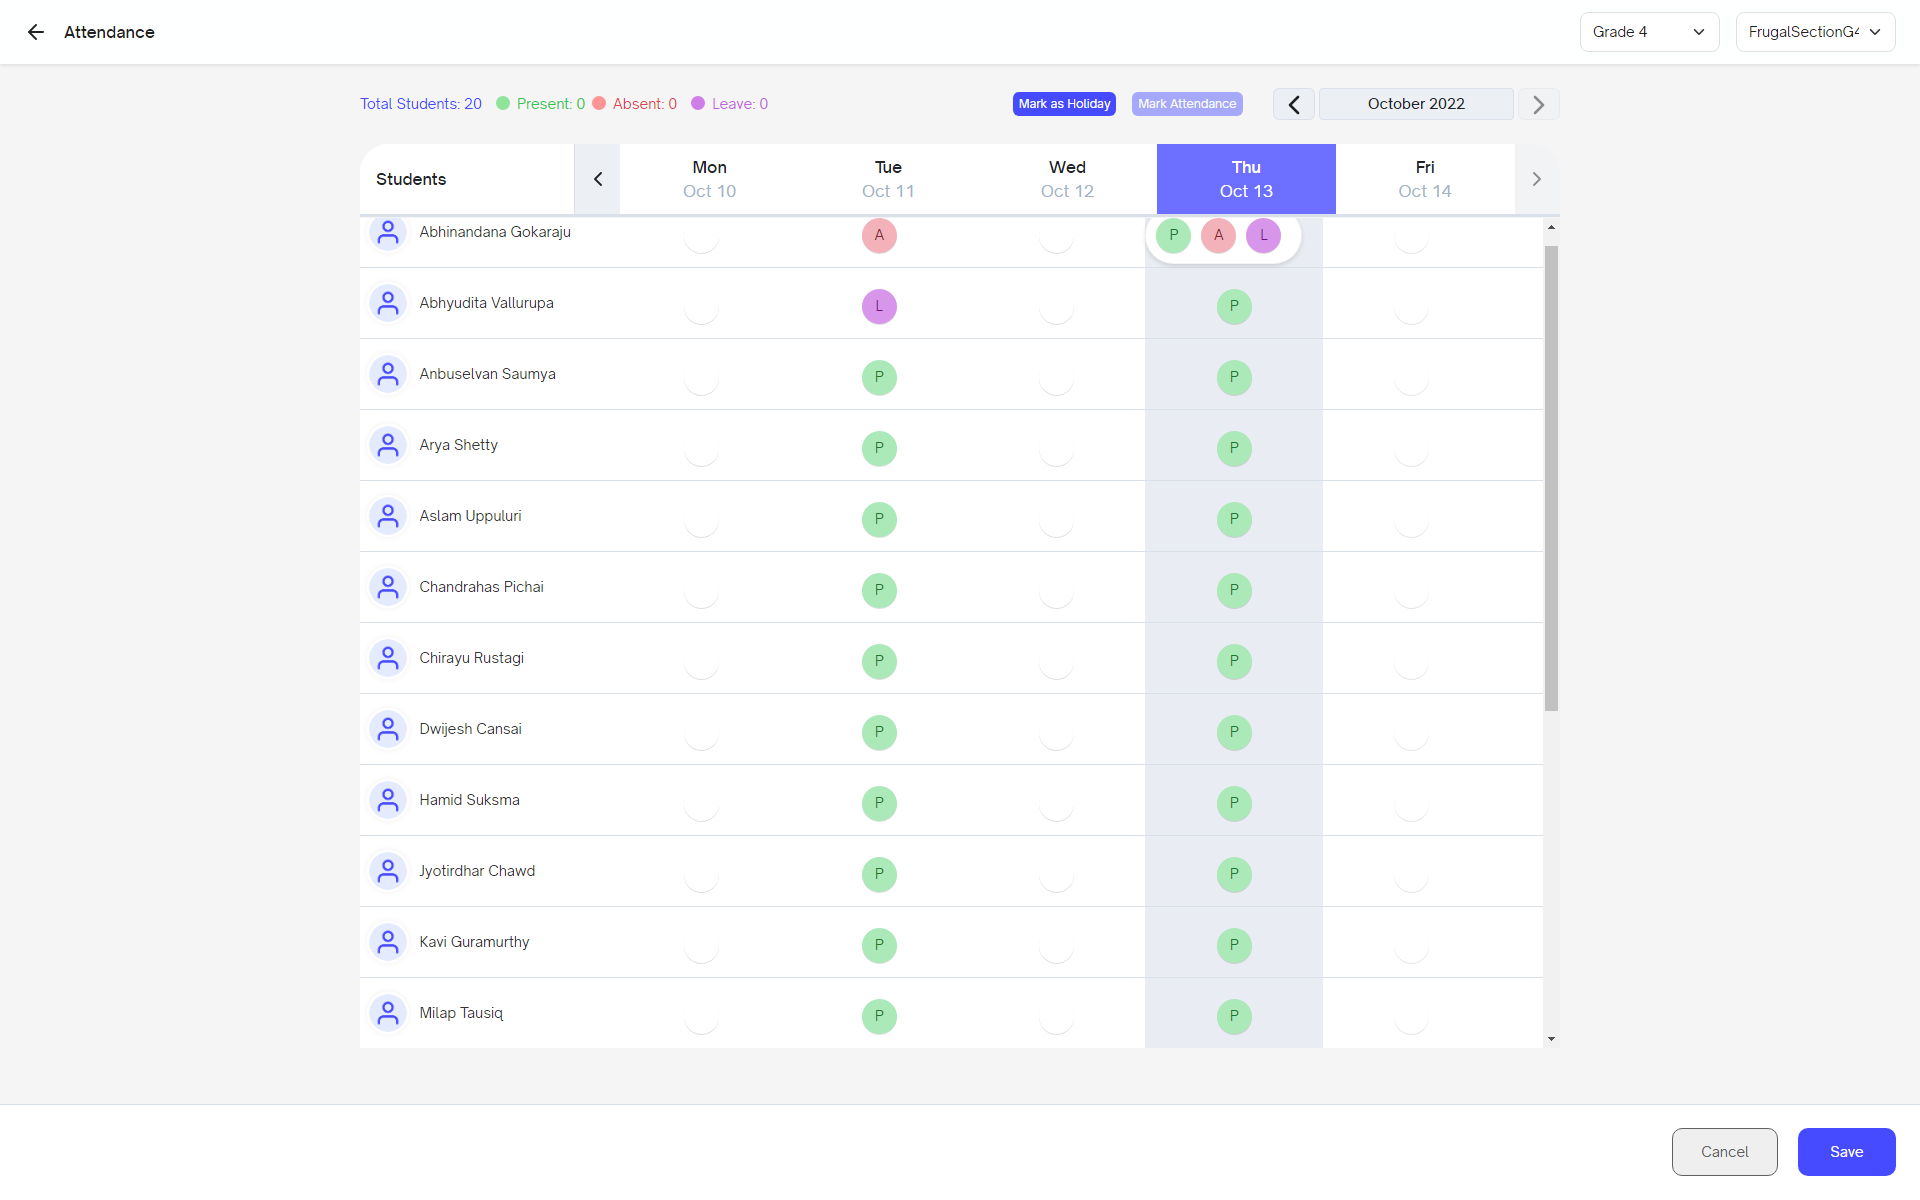 Attendance
Grade 4
FrugalSectionG4
Total Students: 20 Present: 0 Absent: 0 Leave: 0
Mark as Holiday
Mark Attendance
October 2022
Students
Mon Tue Wed Thu Fri
Oct 10 Oct 11 Oct 12 Oct 13 Oct 14
Abhinandana Gokaraju A P A L
Abhyudita Vallurupa L P
Anbuselvan Saumya P P
Arya Shetty P P
Aslam Uppuluri P P
Chandrahas Pichai P P
Chirayu Rustagi P P
Dwijesh Cansai P P
Hamid Suksma P P
Jyotirdhar Chawd P P
Kavi Guramurthy P P
Milap Tausiq P P
Cancel
Save